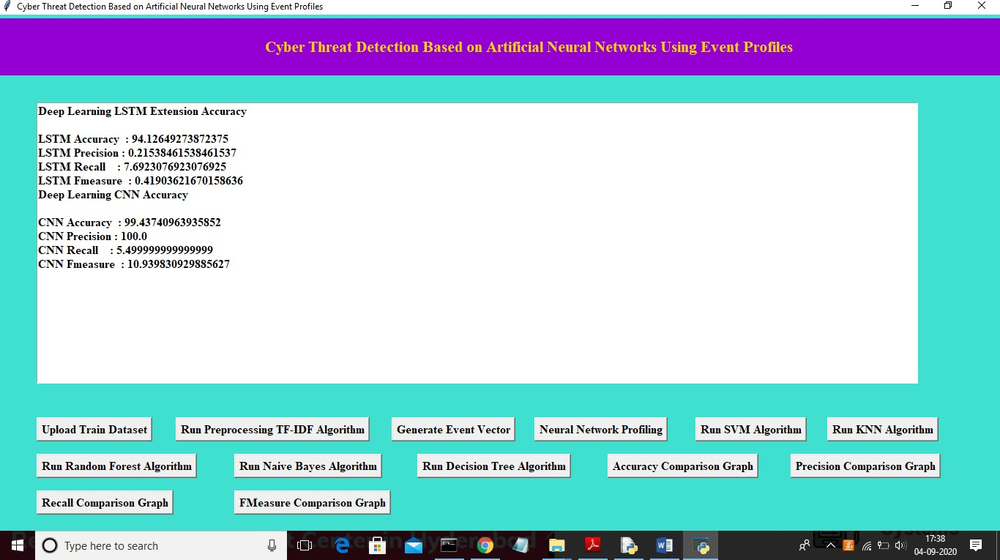 Cyber Threat Detection Based on Artificial Neural Networks Using Event Profiles
Cyber Threat Detection Based on Artificial Neural Networks Using Event Profiles
Deep Learning LSTM Extension Accuracy
LSTM Accuracy : 94.12649273872375
LSTM Precision : 0.21538461538461537
LSTM Recall : 7.6923076923076925
LSTM Fmeasure : 0.41903621670158636
Deep Learning CNN Accuracy
CNN Accuracy : 99.43740963935852
CNN Precision : 100.0
CNN Recall : 5.499999999999999
CNN Fmeasure : 10.939830929885627
Upload Train Dataset Run Preprocessing TF-IDF Algorithm Generate Event Vector Neural Network Profiling Run SVM Algorithm Run KNN Algorithm
Run Random Forest Algorithm Run Naive Bayes Algorithm Run Decision Tree Algorithm Accuracy Comparison Graph Precision Comparison Graph
Recall Comparison Graph FMeasure Comparison Graph
Type here to search
17:38
04-09-2020